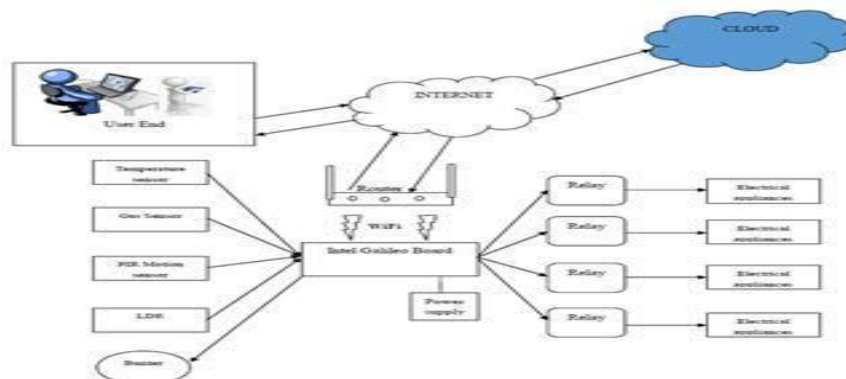 CLOUD
INTERNET
User End
Temperature
sensor
Router
Relay
Electrical
appliances
Gas Sensor
WiFi
Relay
Electrical
appliances
Intel Galileo Board
PIR Motion
sensor
Relay
Electrical
appliances
Power
supply
LDR
Relay
Electrical
appliances
Buzzer